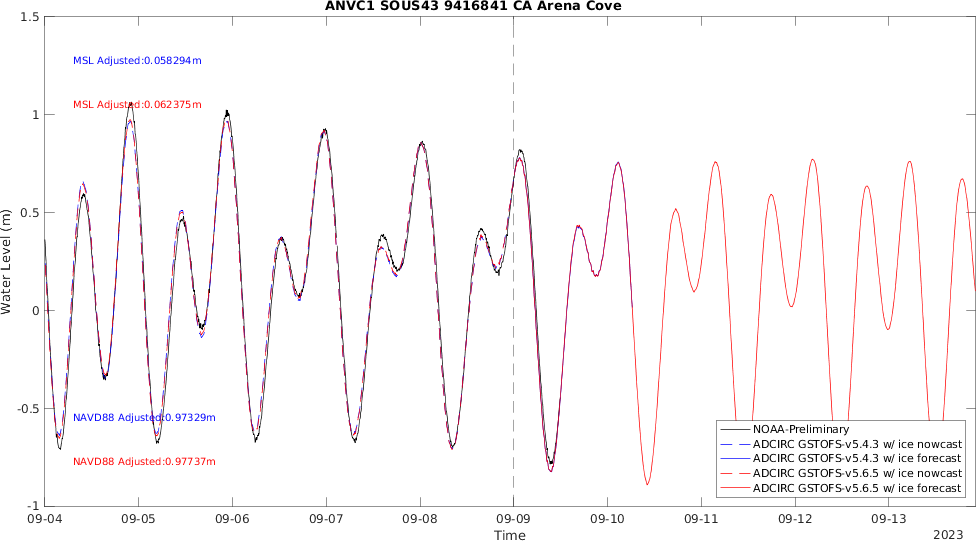 ANVC1 SOUS43 9416841 CA Arena Cove
1.5
1
0.5
0
-0.5
-1
Water Level (m)
MSL Adjusted:0.058294m
MSL Adjusted:0.062375m
NAVD88 Adjusted:0.97329m
NAVD88 Adjusted:0.97737m
NOAA-Preliminary
ADCIRC GSTOFS-v5.4.3 w/ ice nowcast
ADCIRC GSTOFS-v5.4.3 w/ ice forecast
ADCIRC GSTOFS-v5.6.5 w/ ice nowcast
ADCIRC GSTOFS-v5.6.5 w/ ice forecast
09-04 09-05 09-06 09-07 09-08 09-09 09-10 09-11 09-12 09-13
Time
2023